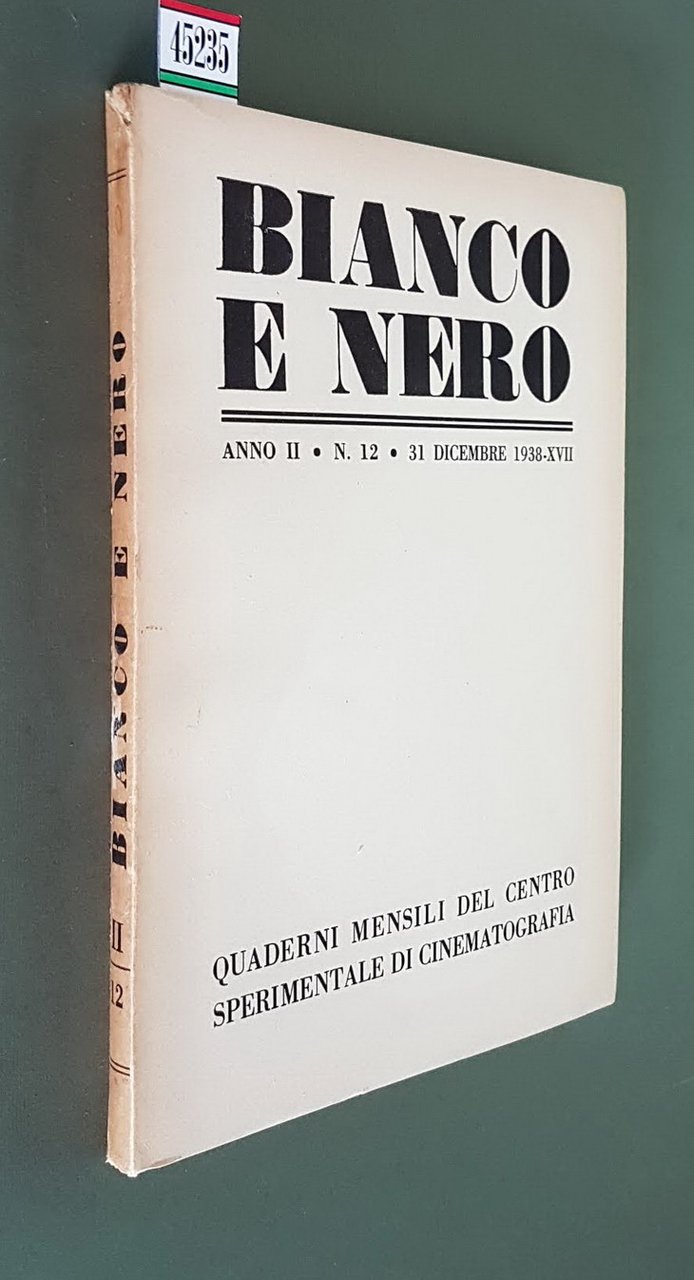 45235
BIANCO
E NERO
ANNO II • N. 12 • 31 DICEMBRE 1938-XVII
QUADERNI MENSILI DEL CENTRO
SPERIMENTALE DI CINEMATOGRAFIA
BIANCO E NERO
II
12